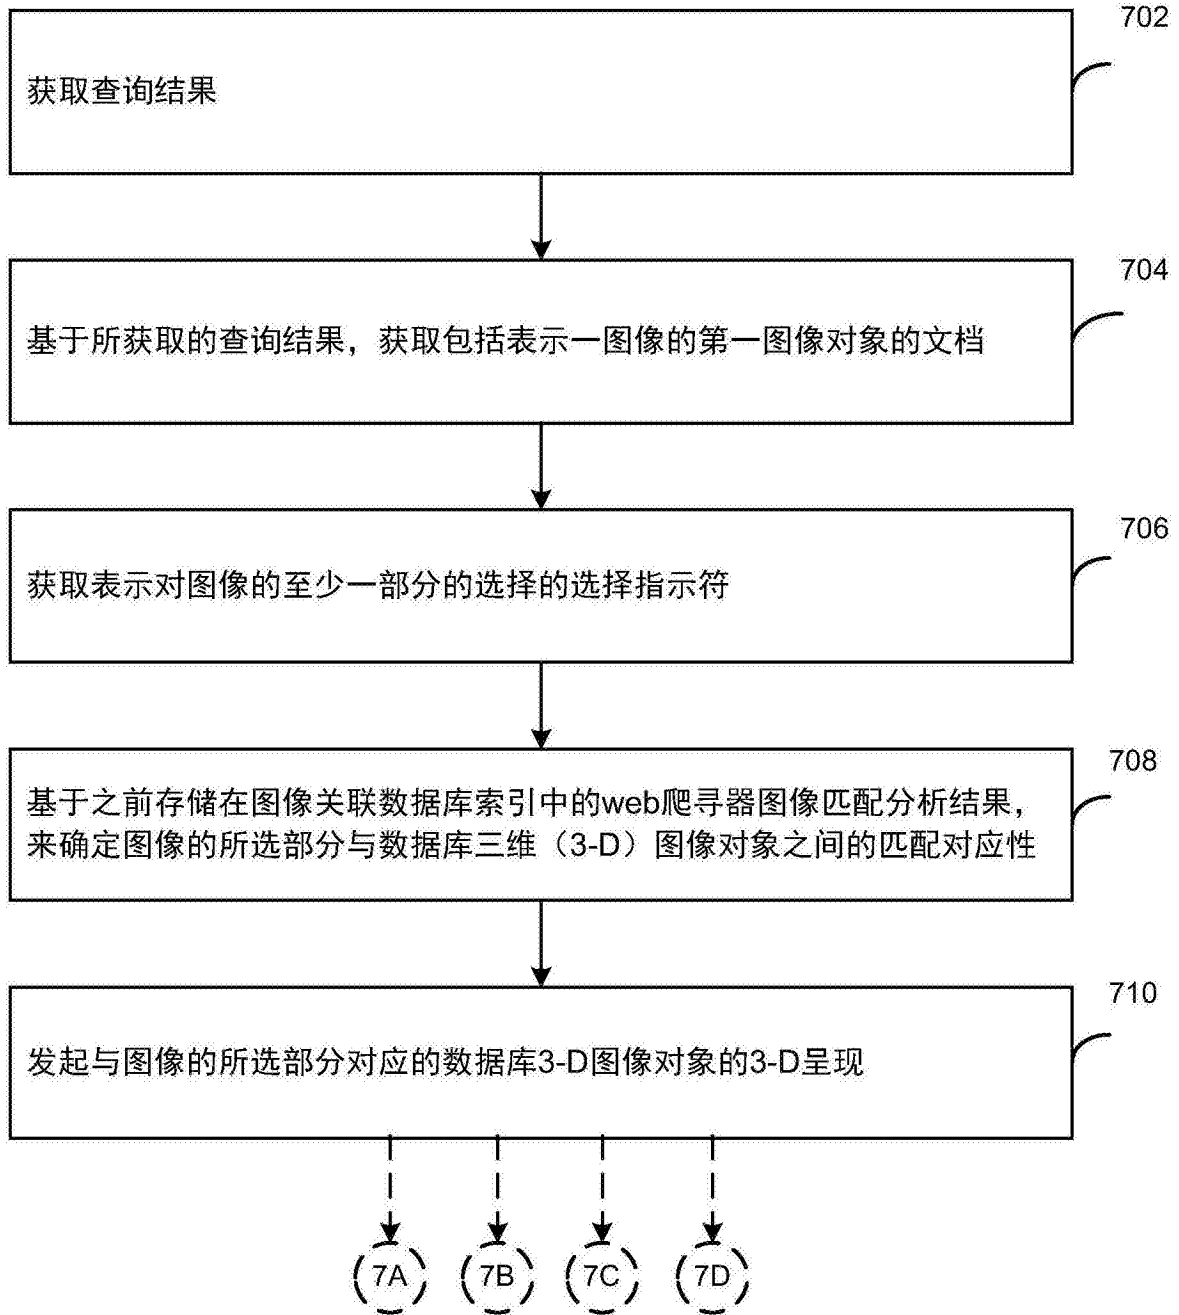 702
获取查询结果
704
基于所获取的查询结果，获取包括表示一图像的第一图像对象的文档
706
获取表示对图像的至少一部分的选择的选择指示符
708
基于之前存储在图像关联数据库索引中的web爬寻器图像匹配分析结果，
来确定图像的所选部分与数据库三维（3-D）图像对象之间的匹配对应性
710
发起与图像的所选部分对应的数据库3-D图像对象的3-D呈现
7A 7B 7C 7D